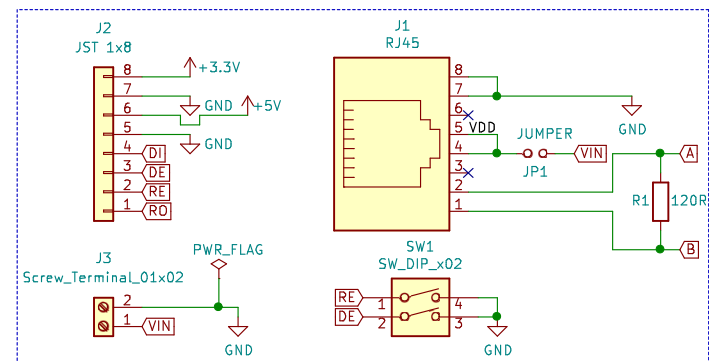 J2
JST 1x8
8
+3.3V
7
GND
6
+5V
5
GND
4
DI
3
DE
2
RE
1
RO
J1
RJ45
8
7
GND
6
5
VDD
4
JUMPER
JP1
VIN
3
2
1
A
R1
120R
B
J3
Screw_Terminal_01x02
2
1
VIN
PWR_FLAG
GND
SW1
SW_DIP_x02
RE
1
4
DE
2
3
GND